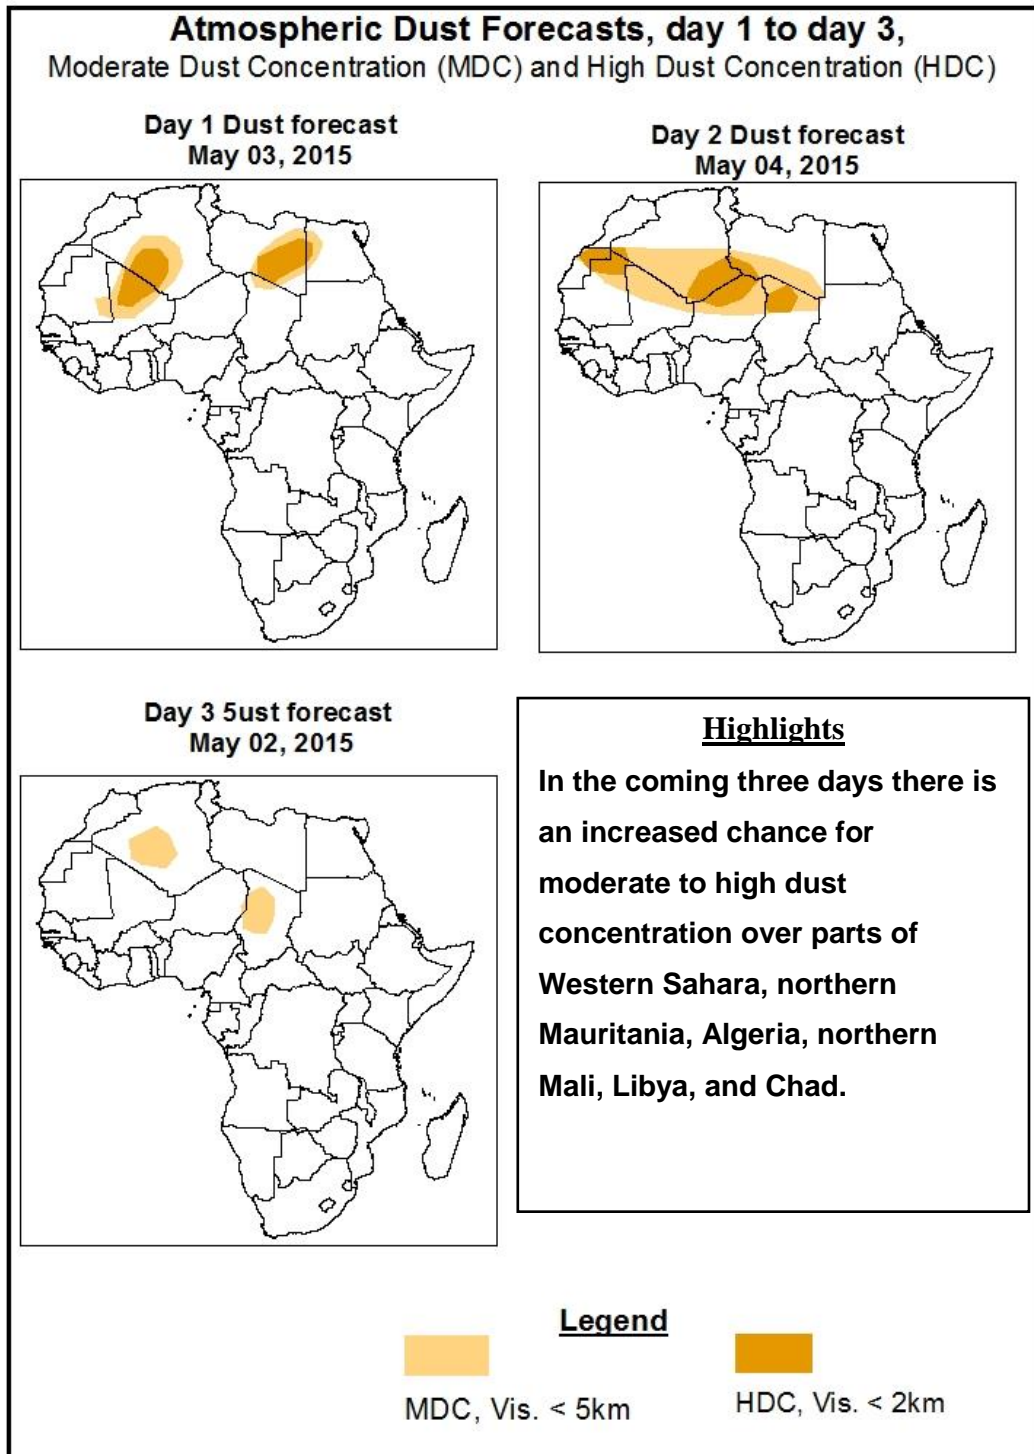 Atmospheric Dust Forecasts, day 1 to day 3,
Moderate Dust Concentration (MDC) and High Dust Concentration (HDC)
Day 1 Dust forecast
May 03, 2015
Day 2 Dust forecast
May 04, 2015
Day 3 5ust forecast
May 02, 2015
Highlights
In the coming three days there is
an increased chance for
moderate to high dust
concentration over parts of
Western Sahara, northern
Mauritania, Algeria, northern
Mali, Libya, and Chad.
Legend
MDC, Vis. < 5km
HDC, Vis. < 2km